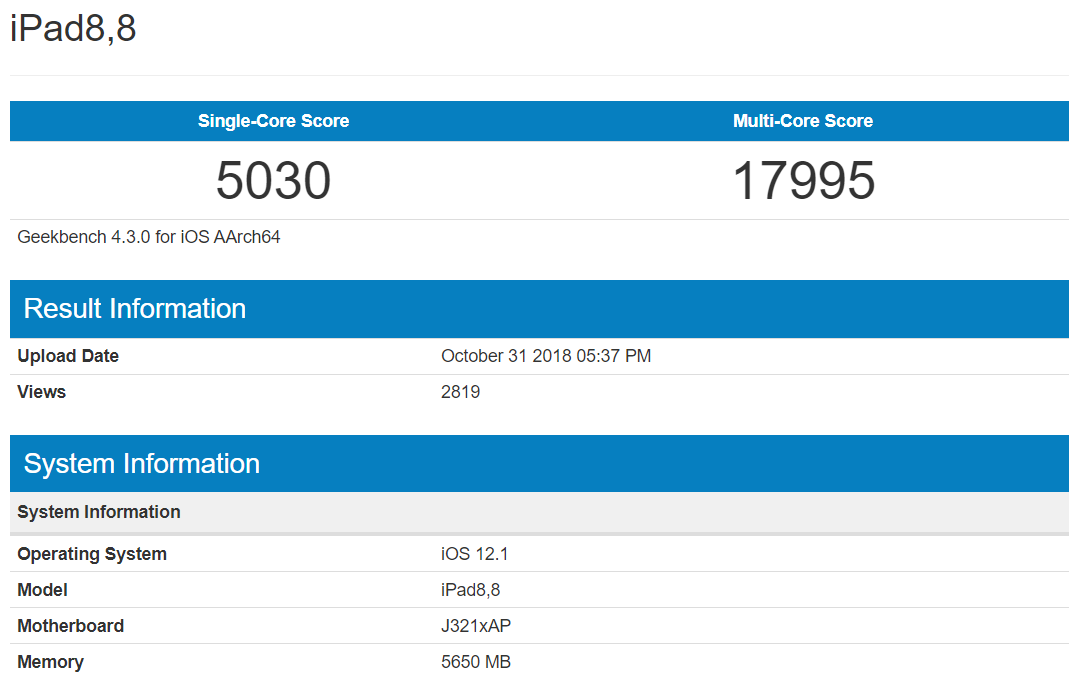 iPad8,8
Single-Core Score Multi-Core Score
5030 17995
Geekbench 4.3.0 for iOS AArch64
Result Information
Upload Date October 31 2018 05:37 PM
Views 2819
System Information
System Information
Operating System iOS 12.1
Model iPad8,8
Motherboard J321xAP
Memory 5650 MB